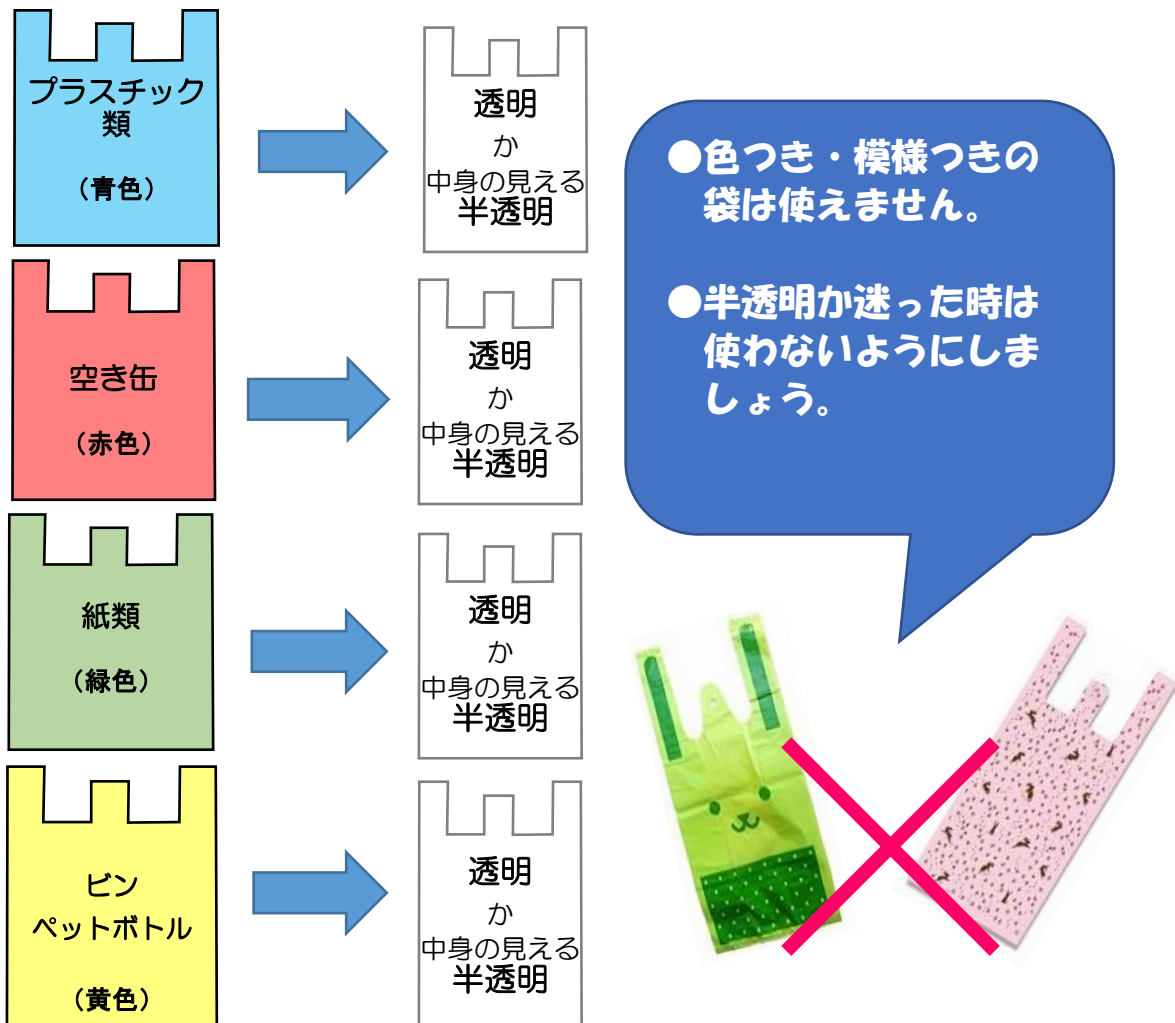 プラスチック
類
（青色）
透明
か
中身の見える
半透明
空き缶
（赤色）
透明
か
中身の見える
半透明
紙類
（緑色）
透明
か
中身の見える
半透明
ビン
ペットボトル
（黄色）
透明
か
中身の見える
半透明
●色つき・模様つきの
袋は使えません。
●半透明か迷った時は
使わないようにしま
しょう。